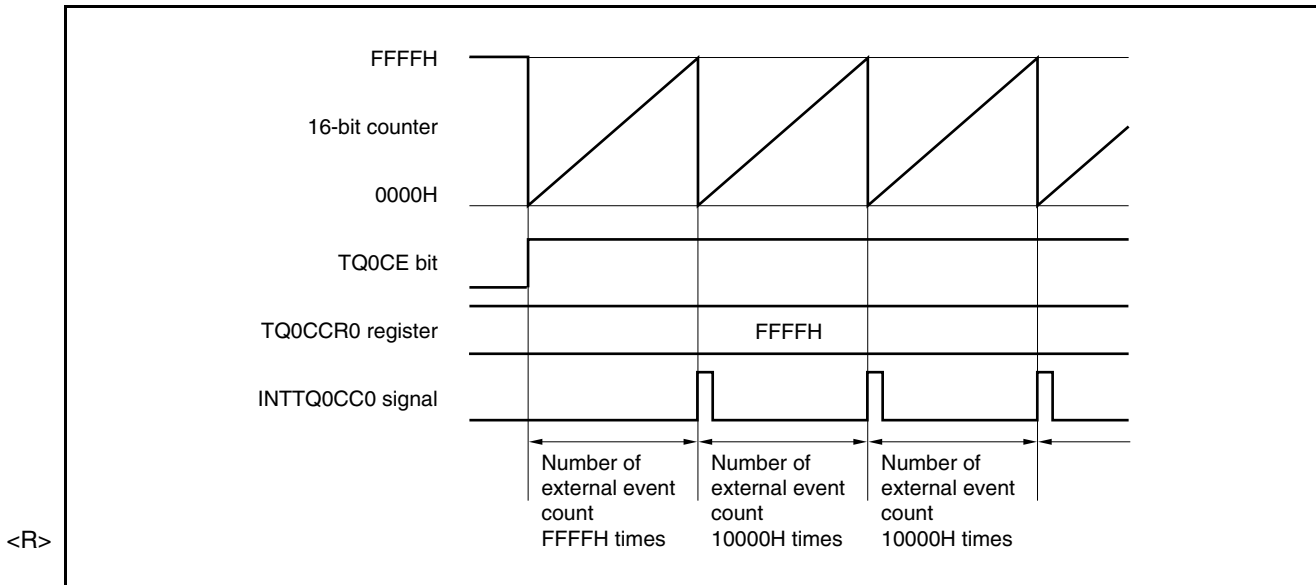 FFFFH
16-bit counter
0000H
TQ0CE bit
TQ0CCR0 register
FFFFH
INTTQ0CC0 signal
Number of
external event
count
FFFFH times
Number of
external event
count
10000H times
Number of
external event
count
10000H times
<R>